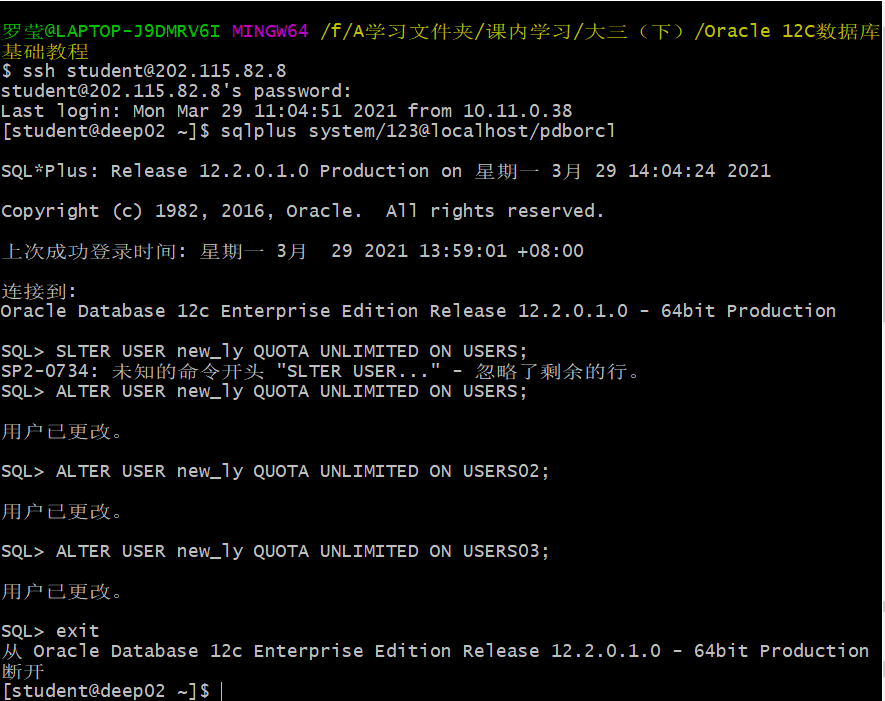 罗莹@LAPTOP-J9DMRV6I MINGW64 /f/A学习文件夹/课内学习/大三（下）/Oracle 12C数据库
基础教程
$ ssh student@202.115.82.8
student@202.115.82.8's password:
Last login: Mon Mar 29 11:04:51 2021 from 10.11.0.38
[student@deep02 ~]$ sqlplus system/123@localhost/pdborcl
SQL*Plus: Release 12.2.0.1.0 Production on 星期一 3月 29 14:04:24 2021
Copyright (c) 1982, 2016, Oracle.  All rights reserved.
上次成功登录时间: 星期一 3月  29 2021 13:59:01 +08:00
连接到:
Oracle Database 12c Enterprise Edition Release 12.2.0.1.0 - 64bit Production
SQL> SLTER USER new_ly QUOTA UNLIMITED ON USERS;
SP2-0734: 未知的命令开头 "SLTER USER..." - 忽略了剩余的行。
SQL> ALTER USER new_ly QUOTA UNLIMITED ON USERS;
用户已更改。
SQL> ALTER USER new_ly QUOTA UNLIMITED ON USERS02;
用户已更改。
SQL> ALTER USER new_ly QUOTA UNLIMITED ON USERS03;
用户已更改。
SQL> exit
从 Oracle Database 12c Enterprise Edition Release 12.2.0.1.0 - 64bit Production
断开
[student@deep02 ~]$